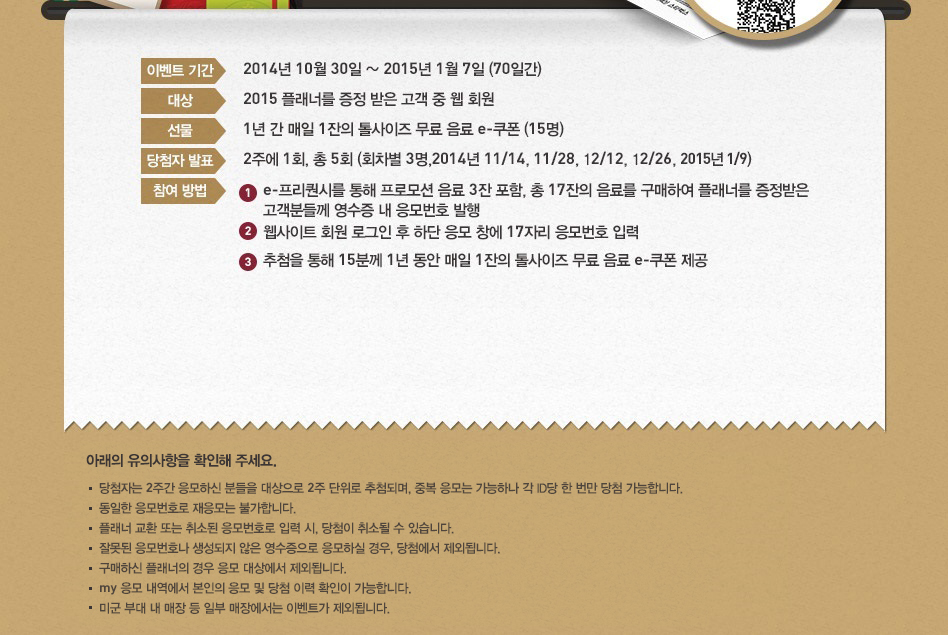 이벤트 기간 2014년 10월 30일 ~ 2015년 1월 7일 (70일간)
대상 2015 플래너를 증정 받은 고객 중 웹 회원
선물 1년 간 매일 1잔의 톨사이즈 무료 음료 e-쿠폰 (15명)
당첨자 발표 2주에 1회, 총 5회 (회차별 3명,2014년 11/14, 11/28, 12/12, 12/26, 2015년 1/9)
참여 방법 1 e-프리퀀시를 통해 프로모션 음료 3잔 포함, 총 17잔의 음료를 구매하여 플래너를 증정받은
고객분들께 영수증 내 응모번호 발행
2 웹사이트 회원 로그인 후 하단 응모 창에 17자리 응모번호 입력
3 추첨을 통해 15분께 1년 동안 매일 1잔의 톨사이즈 무료 음료 e-쿠폰 제공
아래의 유의사항을 확인해 주세요.
• 당첨자는 2주간 응모하신 분들을 대상으로 2주 단위로 추첨되며, 중복 응모는 가능하나 각 ID당 한 번만 당첨 가능합니다.
• 동일한 응모번호로 재응모는 불가합니다.
• 플래너 교환 또는 취소된 응모번호로 입력 시, 당첨이 취소될 수 있습니다.
• 잘못된 응모번호나 생성되지 않은 영수증으로 응모하실 경우, 당첨에서 제외됩니다.
• 구매하신 플래너의 경우 응모 대상에서 제외됩니다.
• my 응모 내역에서 본인의 응모 및 당첨 이력 확인이 가능합니다.
• 미군 부대 내 매장 등 일부 매장에서는 이벤트가 제외됩니다.